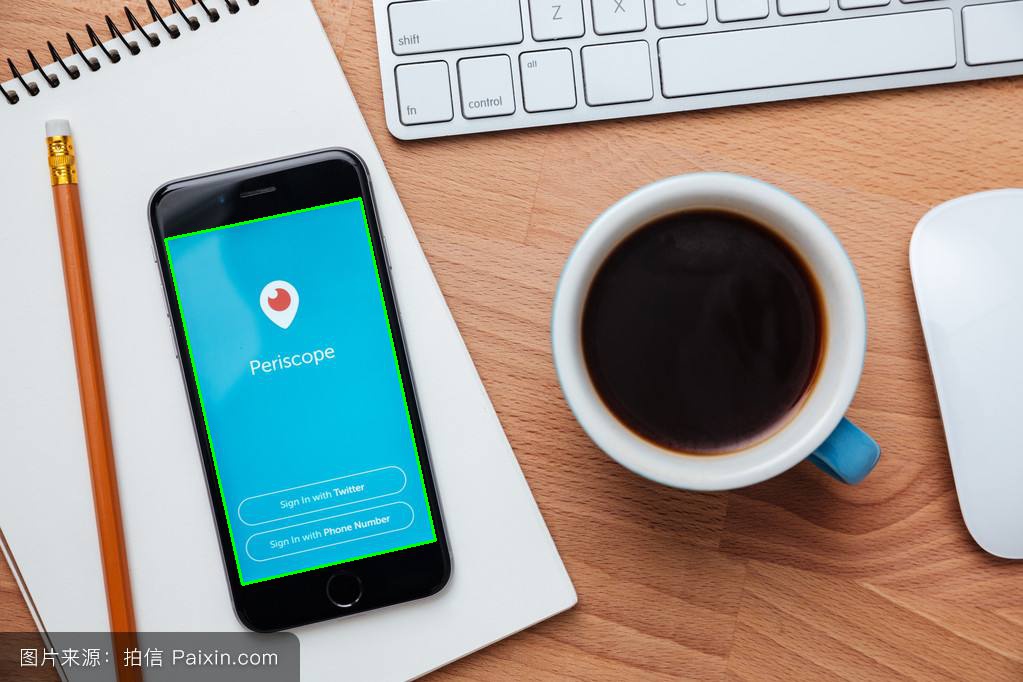 Z X C
shift
alt
fn control
Periscope
Sign In with Twitter
Sign In with Phone Number
图片来源：拍信 Paixin.com